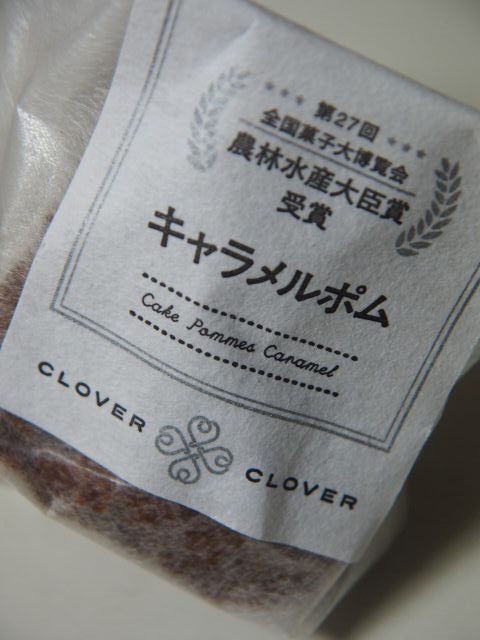 第27回
全国菓子大博覧会
農林水産大臣賞
受賞
キャラメルポム
Cake Pommes Caramel
CLOVER CLOVER